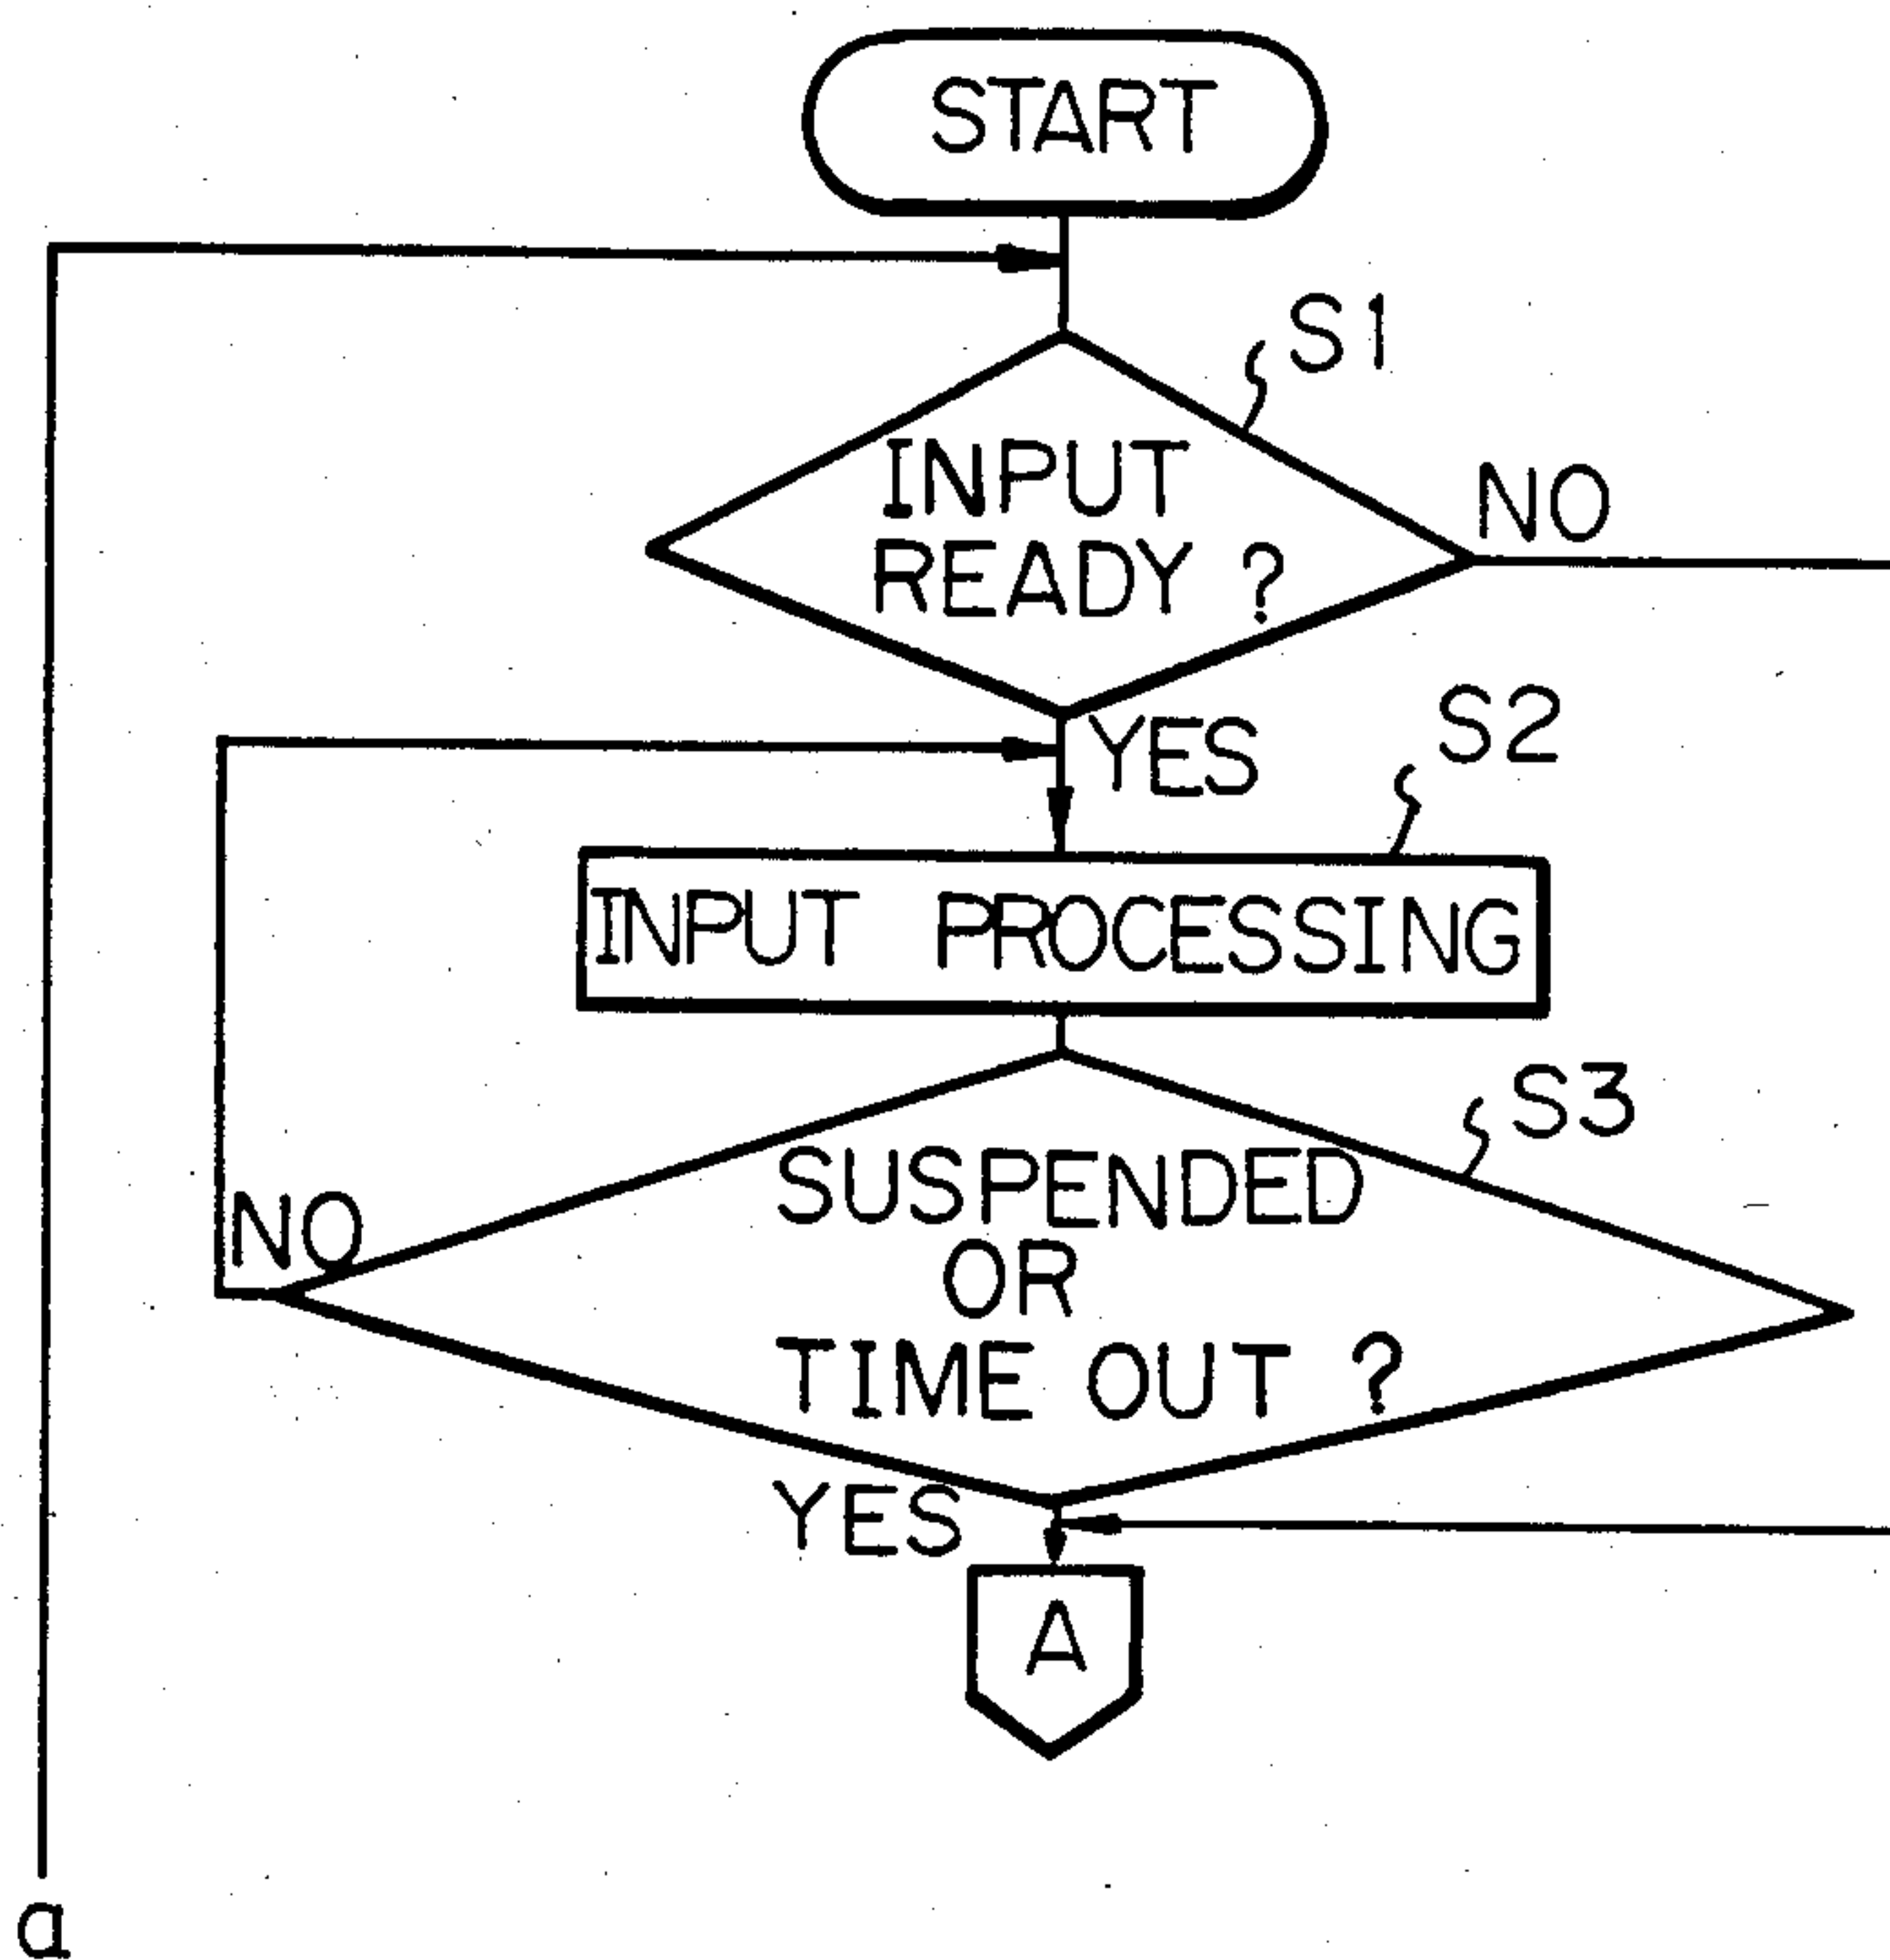 START
S1
INPUT
READY ?
NO
YES
S2
INPUT PROCESSING
S3
SUSPENDED
OR
TIME OUT ?
NO
YES
A
a